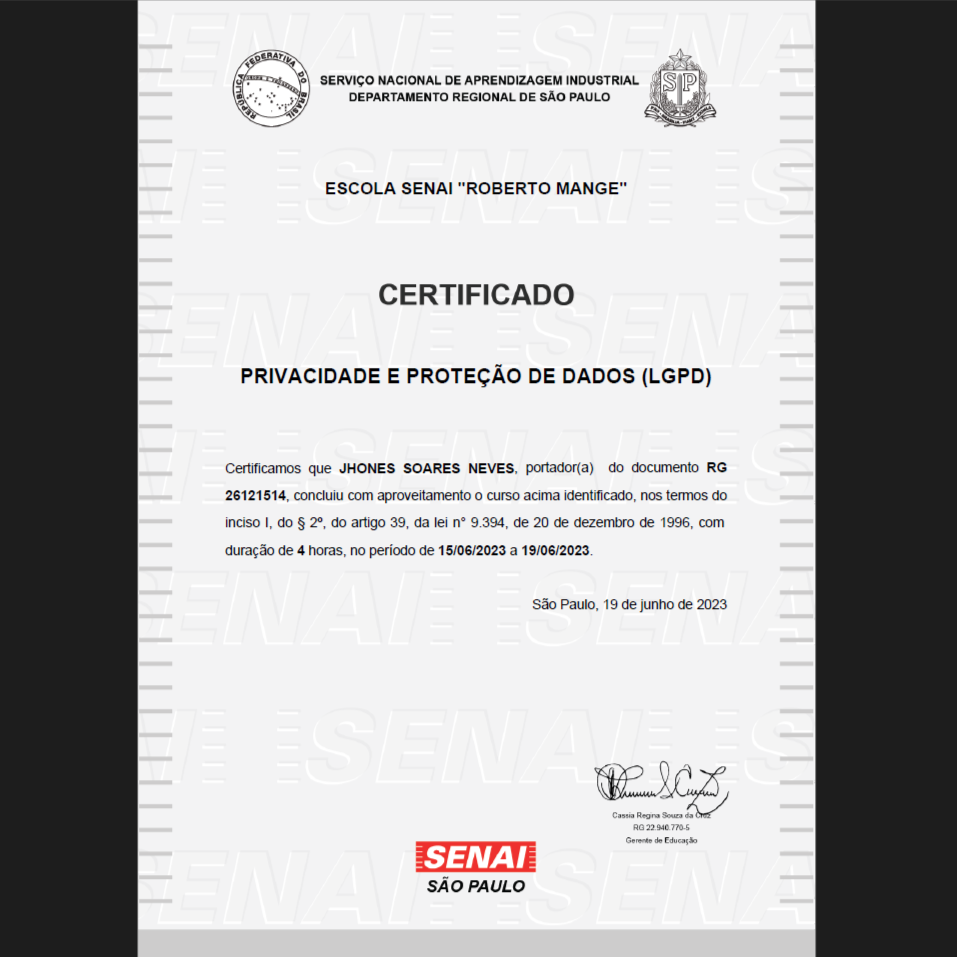 REPÚBLICA FEDERATIVA DO BRASIL
SERVIÇO NACIONAL DE APRENDIZAGEM INDUSTRIAL
DEPARTAMENTO REGIONAL DE SÃO PAULO
SP
ESCOLA SENAI "ROBERTO MANGE"
CERTIFICADO
PRIVACIDADE E PROTEÇÃO DE DADOS (LGPD)
Certificamos que JHONES SOARES NEVES, portador(a) do documento RG
26121514, concluiu com aproveitamento o curso acima identificado, nos termos do
inciso I, do § 2º, do artigo 39, da lei n° 9.394, de 20 de dezembro de 1996, com
duração de 4 horas, no período de 15/06/2023 a 19/06/2023.
São Paulo, 19 de junho de 2023
Cassia Regina Souza da Cruz
RG 22.940.770-5
Gerente de Educação
SENAI
SÃO PAULO